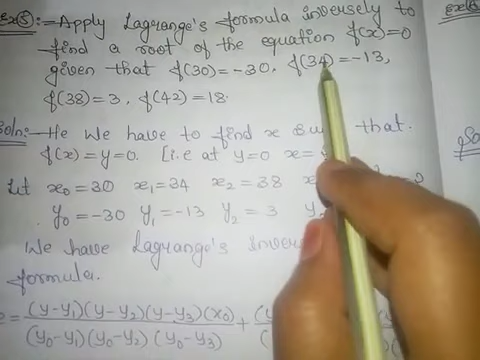 Ex(5):- Apply Lagrange's formula inversely to
find a root of the equation f(x)=0
given that f(30)=-30, f(34)=-13,
f(38)=3, f(42)=18.
Soln:- He we have to find x such that.
f(x)=y=0. [i.e at y=0 x=
Let x₀=30 x₁=34 x₂=38
y₀=-30 y₁=-13 y₂=3
We have Lagrange's
formula.
= (y-y₁)(y-y₂)(y-y₃)(x₀) / (y₀-y₁)(y₀-y₂)(y₀-y₃) +